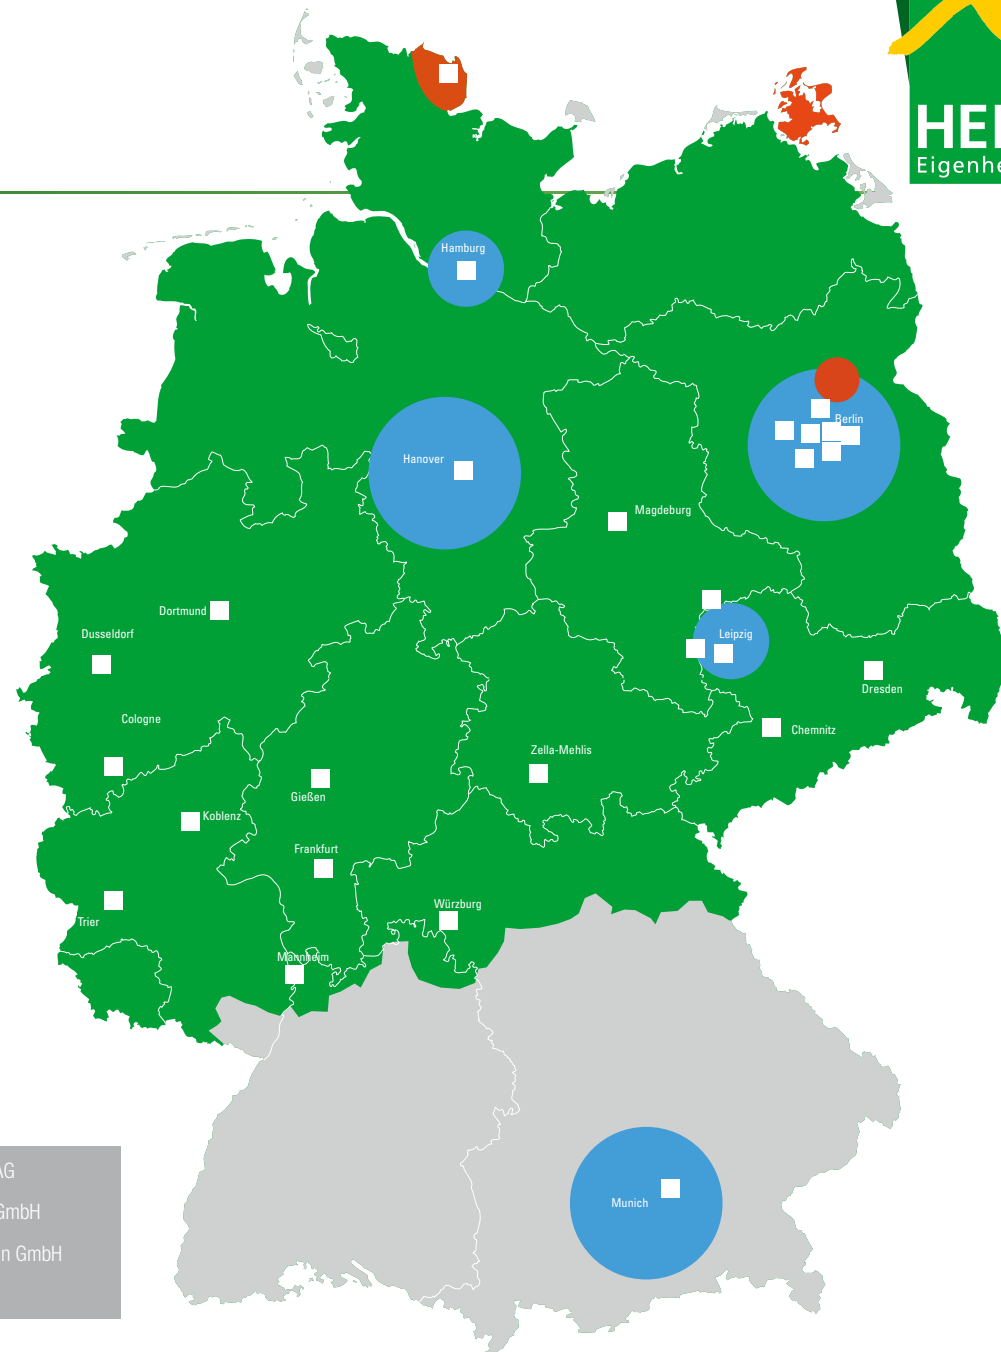 Eigenhe
Hamburg
Berlin
Hanover
Magdeburg
Dortmund
Dusseldorf
Leipzig
Dresden
Cologne
Chemnitz
Zella-Mehlis
Gießen
Koblenz
Frankfurt
Würzburg
Trier
Mannheim
AG
GmbH
n GmbH
Munich